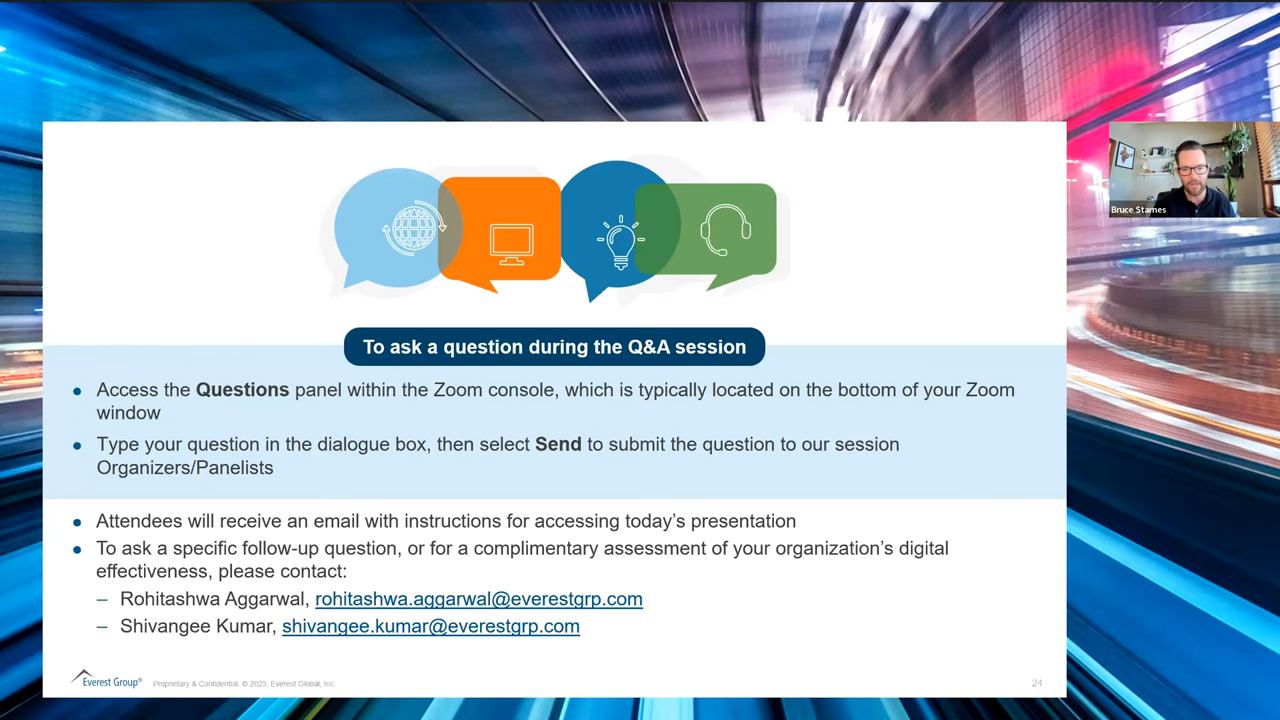 Bruce Starnes
To ask a question during the Q&A session
• Access the Questions panel within the Zoom console, which is typically located on the bottom of your Zoom
window
• Type your question in the dialogue box, then select Send to submit the question to our session
Organizers/Panelists
• Attendees will receive an email with instructions for accessing today’s presentation
• To ask a specific follow-up question, or for a complimentary assessment of your organization’s digital
effectiveness, please contact:
– Rohitashwa Aggarwal, rohitashwa.aggarwal@everestgrp.com
– Shivangee Kumar, shivangee.kumar@everestgrp.com
Everest Group® Proprietary & Confidential. © 2023, Everest Global, Inc. 24